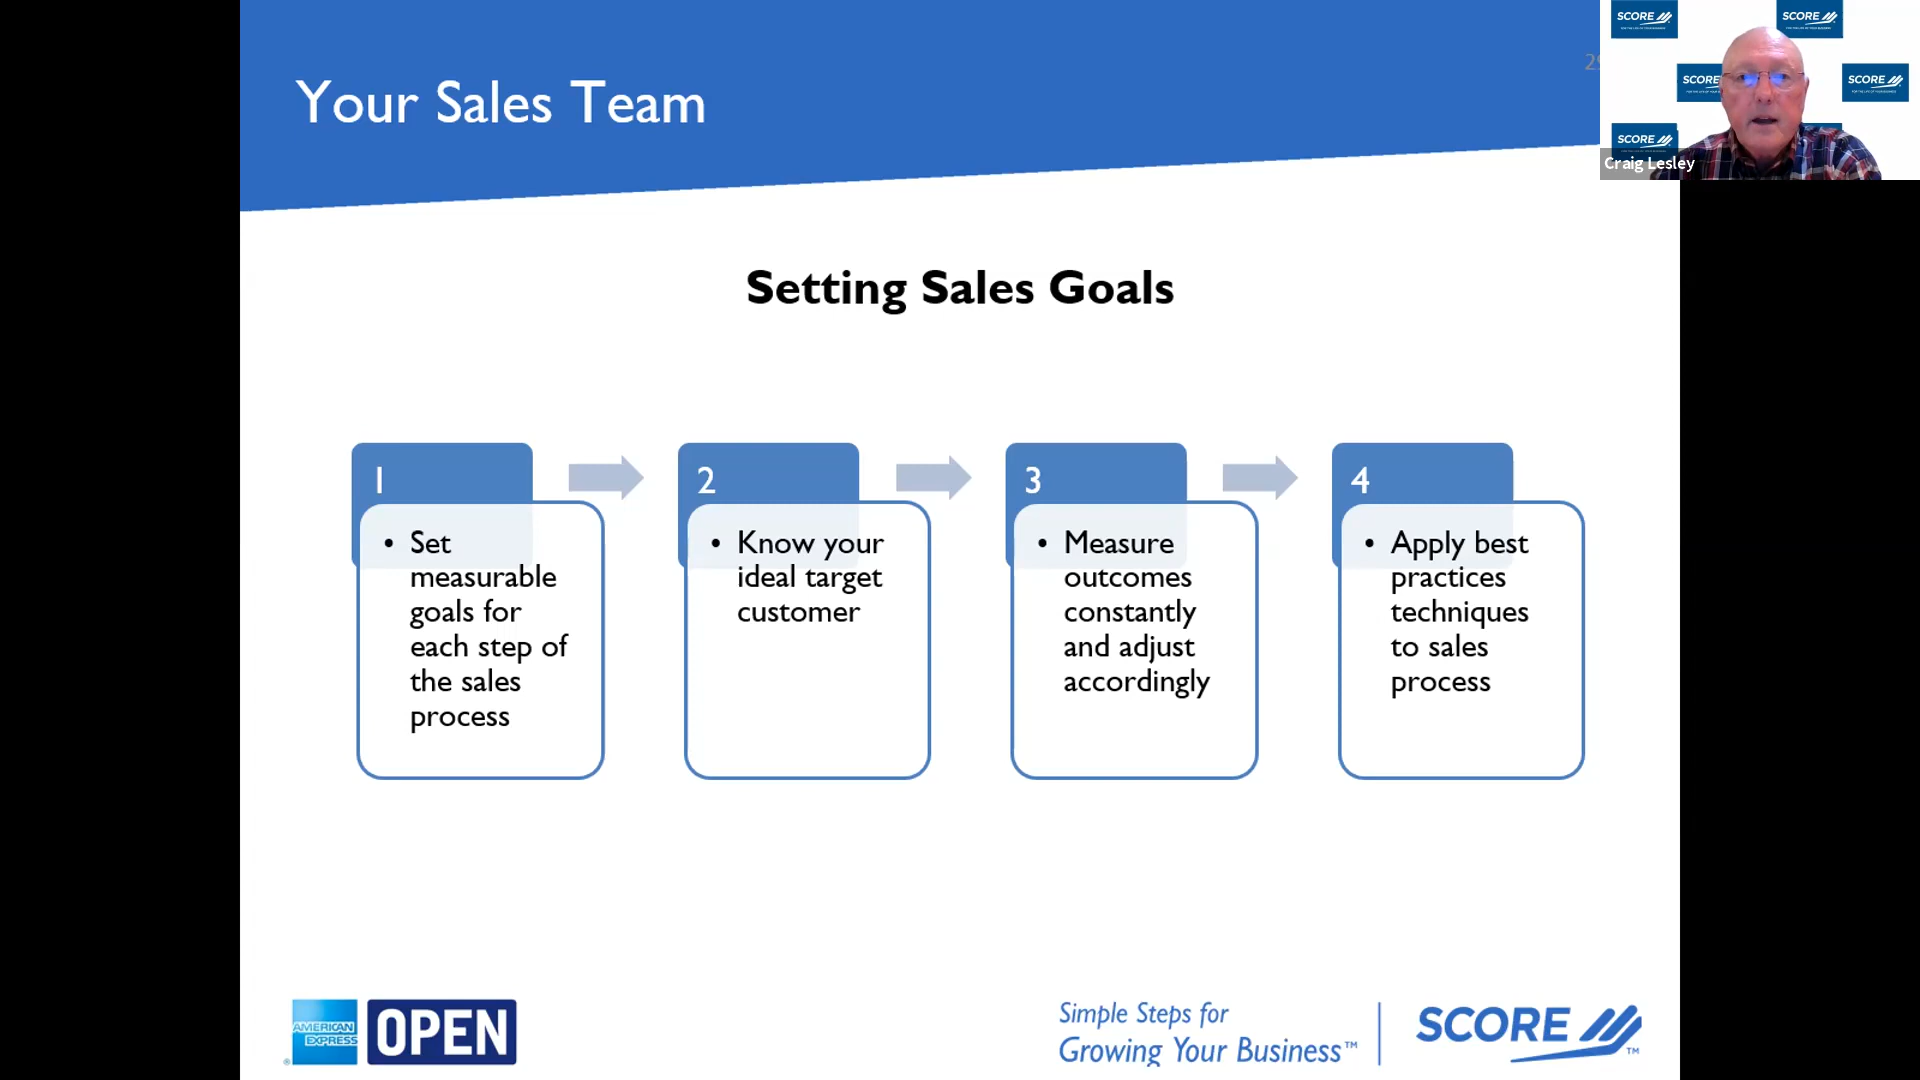 Your Sales Team
SCORE
SCORE
SCORE
SCORE
SCORE
Craig Lesley
Setting Sales Goals
1
• Set
measurable
goals for
each step of
the sales
process
2
• Know your
ideal target
customer
3
• Measure
outcomes
constantly
and adjust
accordingly
4
• Apply best
practices
techniques
to sales
process
AMERICAN
EXPRESS
®
OPEN
Simple Steps for
Growing Your Business™
SCORE
TM